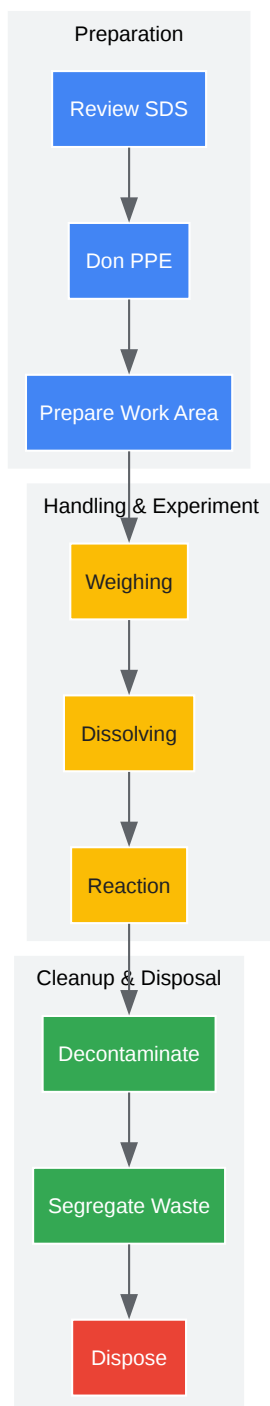 Preparation
Review SDS
Don PPE
Prepare Work Area
Handling & Experiment
Weighing
Dissolving
Reaction
Cleanup & Disposal
Decontaminate
Segregate Waste
Dispose